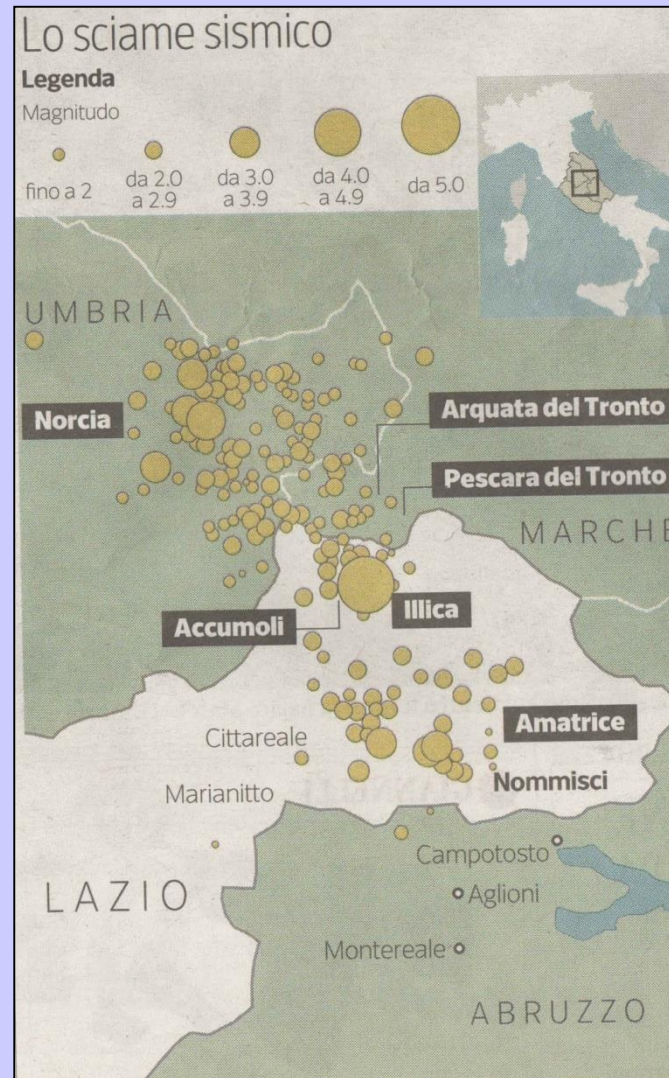 Lo sciame sismico
Legenda
Magnitudo
fino a 2
da 2.0
a 2.9
da 3.0
a 3.9
da 4.0
a 4.9
da 5.0
UMBRIA
Norcia
Arquata del Tronto
Pescara del Tronto
MARCHE
Illica
Accumoli
Amatrice
Cittareale
Nommisci
Marianitto
Campotosto
LAZIO
Aglioni
Montereale
ABRUZZO